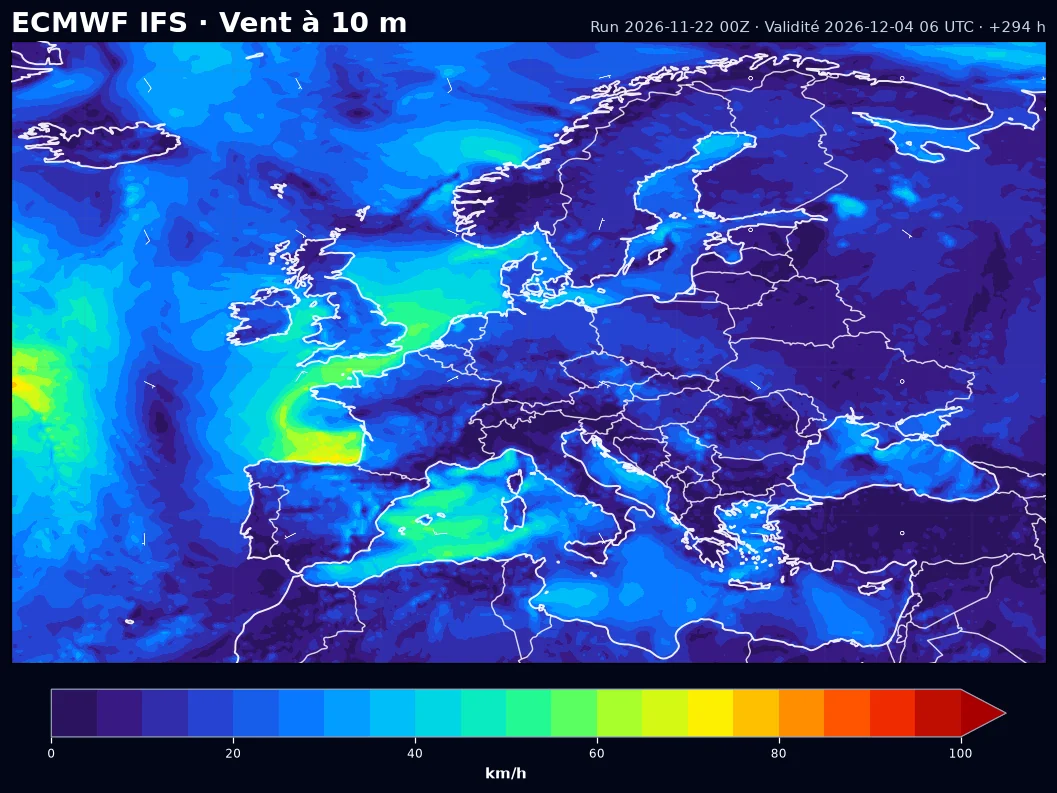 ECMWF IFS · Vent à 10 m
Run 2026-11-22 00Z · Validité 2026-12-04 06 UTC · +294 h
0 20 40 60 80 100
km/h